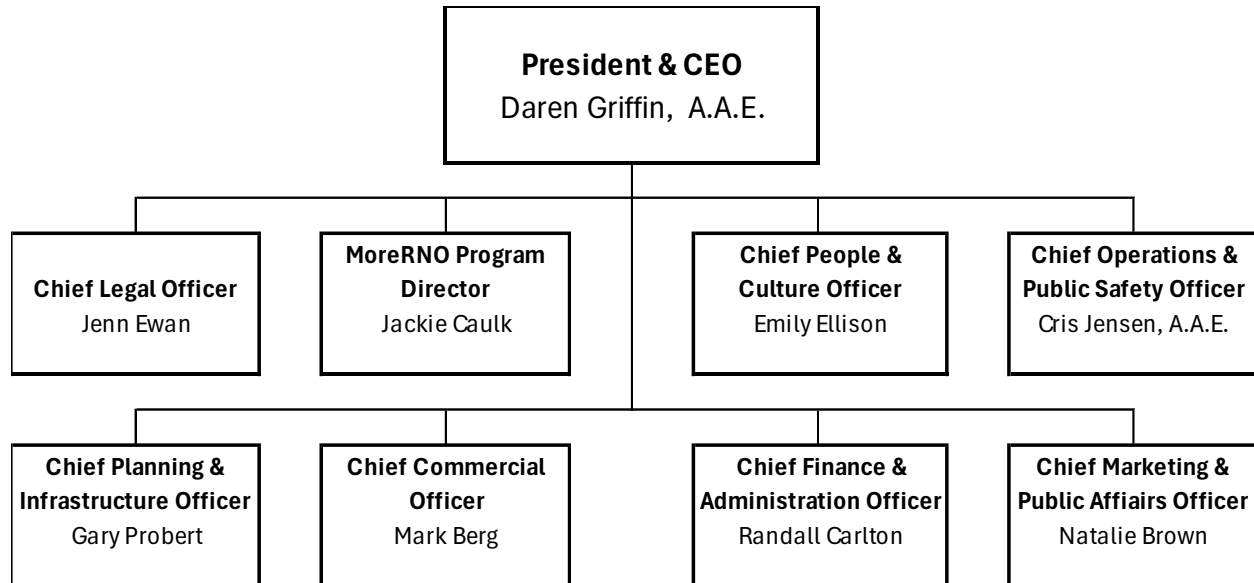 President & CEO
Daren Griffin, A.A.E.
Chief Legal Officer
Jenn Ewan
MoreRNO Program
Director
Jackie Caulk
Chief People &
Culture Officer
Emily Ellison
Chief Operations &
Public Safety Officer
Cris Jensen, A.A.E.
Chief Planning &
Infrastructure Officer
Gary Probert
Chief Commercial
Officer
Mark Berg
Chief Finance &
Administration Officer
Randall Carlton
Chief Marketing &
Public Affiairs Officer
Natalie Brown